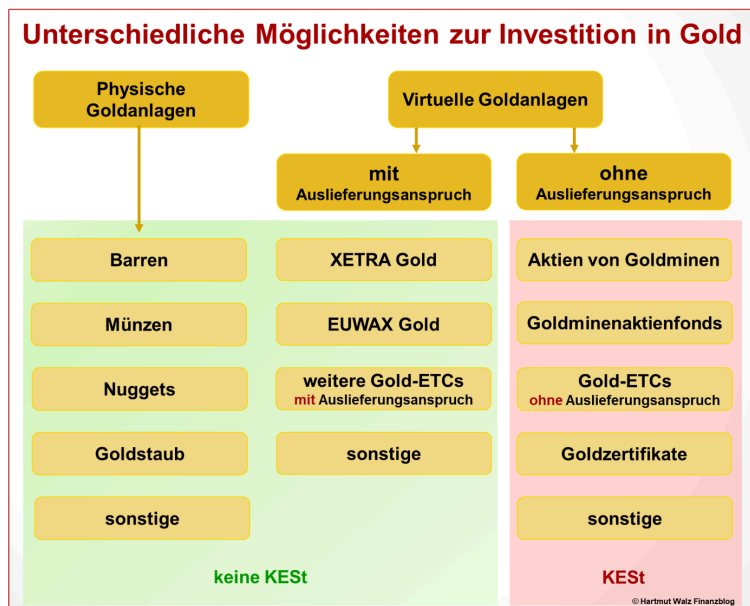 Unterschiedliche Möglichkeiten zur Investition in Gold
Physische
Goldanlagen
Virtuelle Goldanlagen
mit
Auslieferungsanspruch
ohne
Auslieferungsanspruch
Barren
Münzen
Nuggets
Goldstaub
sonstige
XETRA Gold
EUWAX Gold
weitere Gold-ETCs
mit Auslieferungsanspruch
sonstige
Aktien von Goldminen
Goldminenaktienfonds
Gold-ETCs
ohne Auslieferungsanspruch
Goldzertifikate
sonstige
keine KESt
KESt
© Hartmut Walz Finanzblog